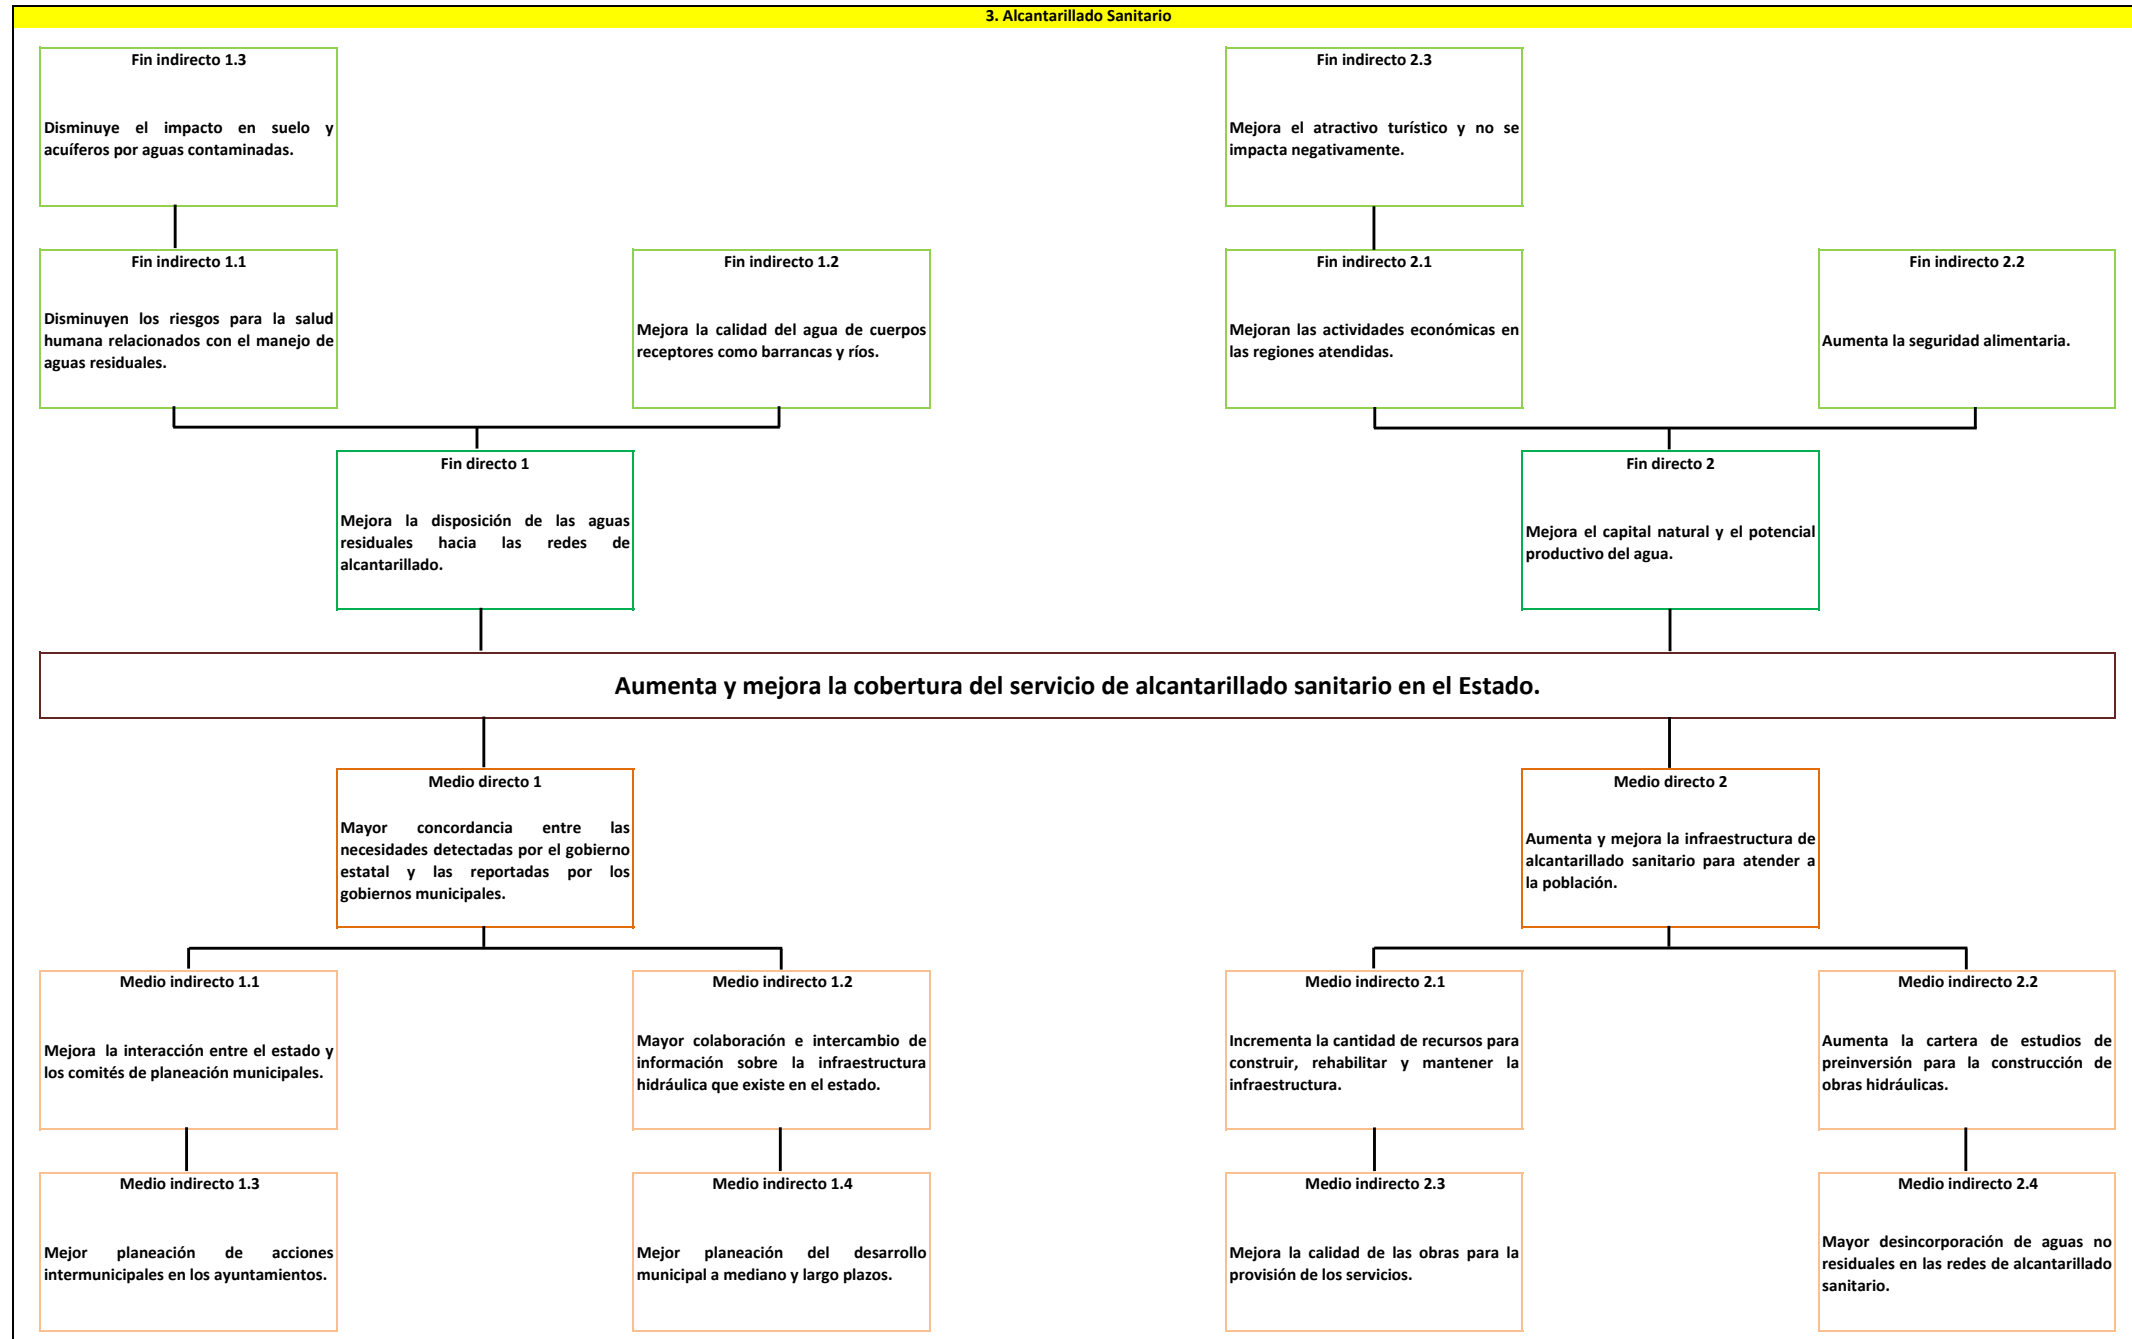 3. Alcantarillado Sanitario
Fin indirecto 1.3
Disminuye el impacto en suelo y
acuíferos por aguas contaminadas.
Fin indirecto 2.3
Mejora el atractivo turístico y no se
impacta negativamente.
Fin indirecto 1.1
Disminuyen los riesgos para la salud
humana relacionados con el manejo de
aguas residuales.
Fin indirecto 1.2
Mejora la calidad del agua de cuerpos
receptores como barrancas y ríos.
Fin indirecto 2.1
Mejoran las actividades económicas en
las regiones atendidas.
Fin indirecto 2.2
Aumenta la seguridad alimentaria.
Fin directo 1
Mejora la disposición de las aguas
residuales hacia las redes de
alcantarillado.
Fin directo 2
Mejora el capital natural y el potencial
productivo del agua.
Aumenta y mejora la cobertura del servicio de alcantarillado sanitario en el Estado.
Medio directo 1
Mayor concordancia entre las
necesidades detectadas por el gobierno
estatal y las reportadas por los
gobiernos municipales.
Medio directo 2
Aumenta y mejora la infraestructura de
alcantarillado sanitario para atender a
la población.
Medio indirecto 1.1
Mejora la interacción entre el estado y
los comités de planeación municipales.
Medio indirecto 1.2
Mayor colaboración e intercambio de
información sobre la infraestructura
hidráulica que existe en el estado.
Medio indirecto 2.1
Incrementa la cantidad de recursos para
construir, rehabilitar y mantener la
infraestructura.
Medio indirecto 2.2
Aumenta la cartera de estudios de
preinversión para la construcción de
obras hidráulicas.
Medio indirecto 1.3
Mejor planeación de acciones
intermunicipales en los ayuntamientos.
Medio indirecto 1.4
Mejor planeación del desarrollo
municipal a mediano y largo plazos.
Medio indirecto 2.3
Mejora la calidad de las obras para la
provisión de los servicios.
Medio indirecto 2.4
Mayor desincorporación de aguas no
residuales en las redes de alcantarillado
sanitario.